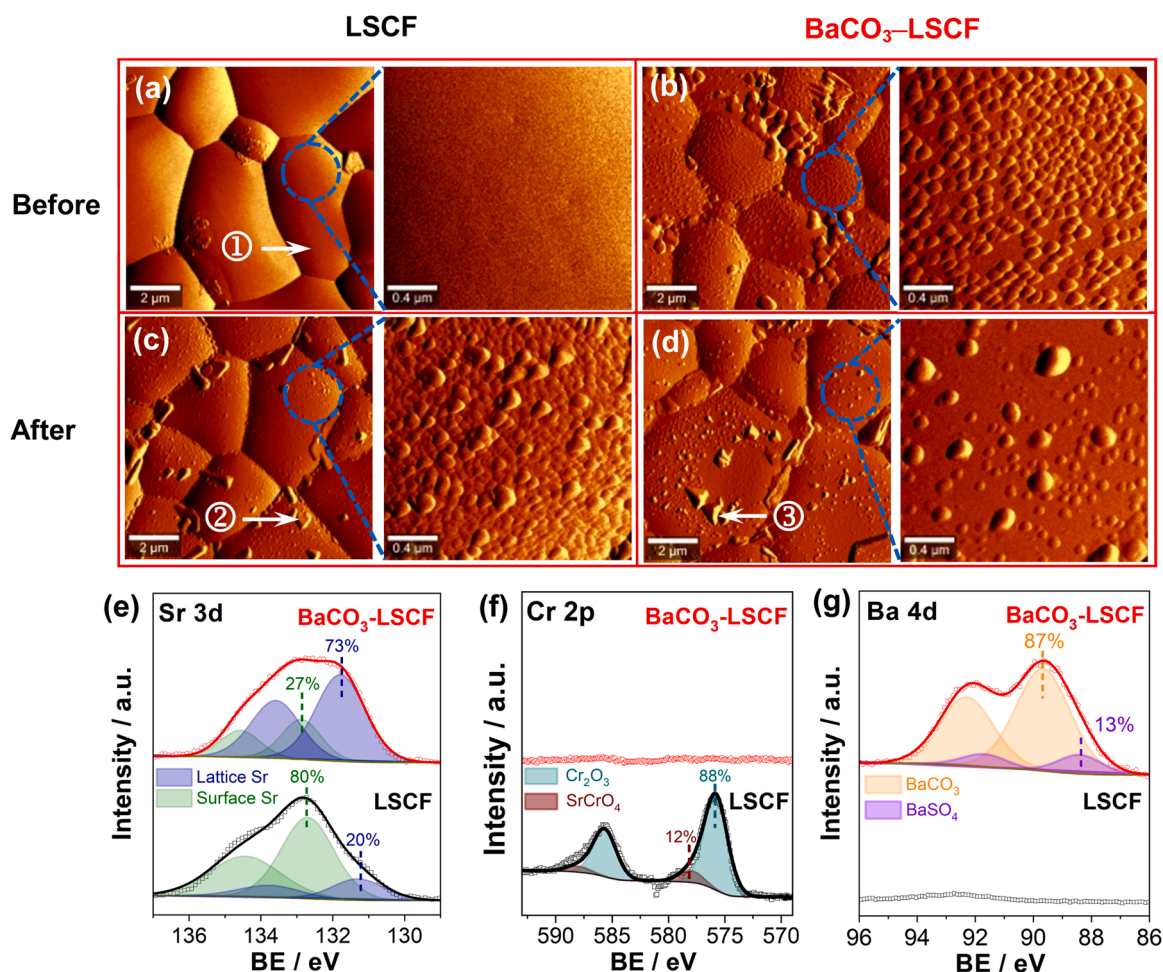 LSCF
BaCO₃–LSCF
Before
(a)
①
2 μm
0.4 μm
(b)
2 μm
0.4 μm
After
(c)
②
2 μm
0.4 μm
(d)
③
2 μm
0.4 μm
(e)
Sr 3d
BaCO₃-LSCF
73%
27%
Lattice Sr
Surface Sr
80%
LSCF
20%
Intensity / a.u.
136 134 132 130
BE / eV
(f)
Cr 2p
BaCO₃-LSCF
Cr₂O₃
SrCrO₄
88%
LSCF
12%
Intensity / a.u.
590 585 580 575 570
BE / eV
(g)
Ba 4d
BaCO₃-LSCF
87%
13%
BaCO₃
BaSO₄
LSCF
Intensity / a.u.
96 94 92 90 88 86
BE / eV